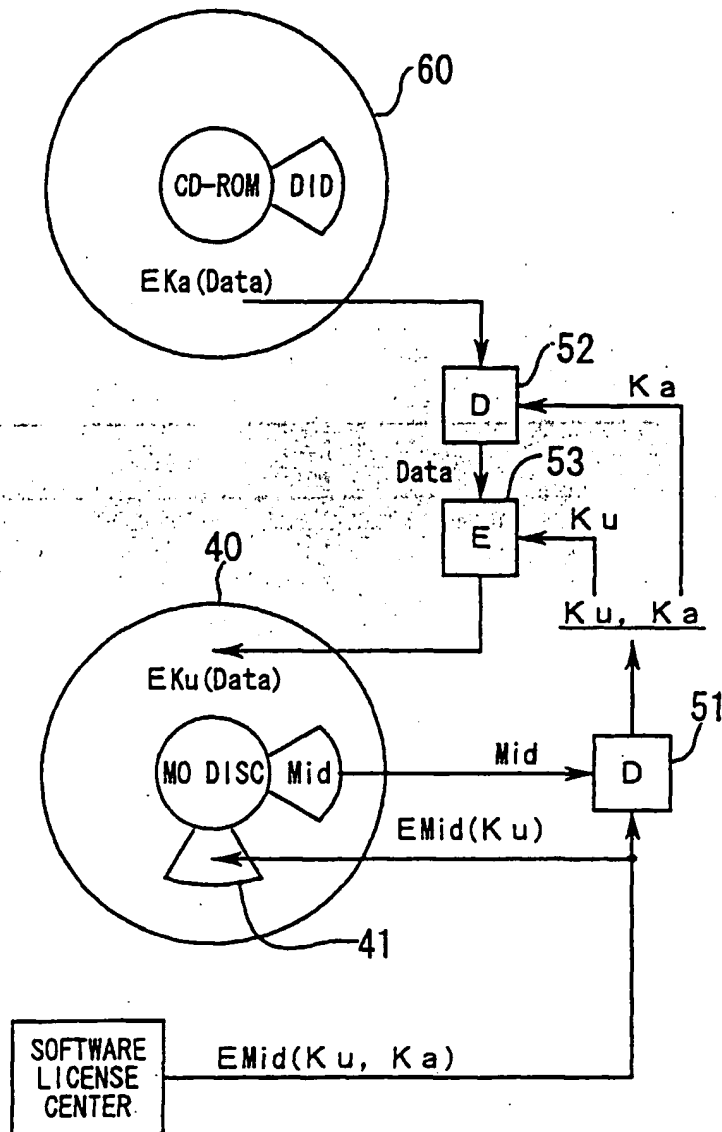 60
CD-ROM
DID
EKa(Data)
52
Ka
D
Data
53
Ku
E
40
Ku, Ka
EKu(Data)
51
MO DISC
Mid
Mid
D
EMid(Ku)
41
SOFTWARE
LICENSE
CENTER
EMid(Ku, Ka)